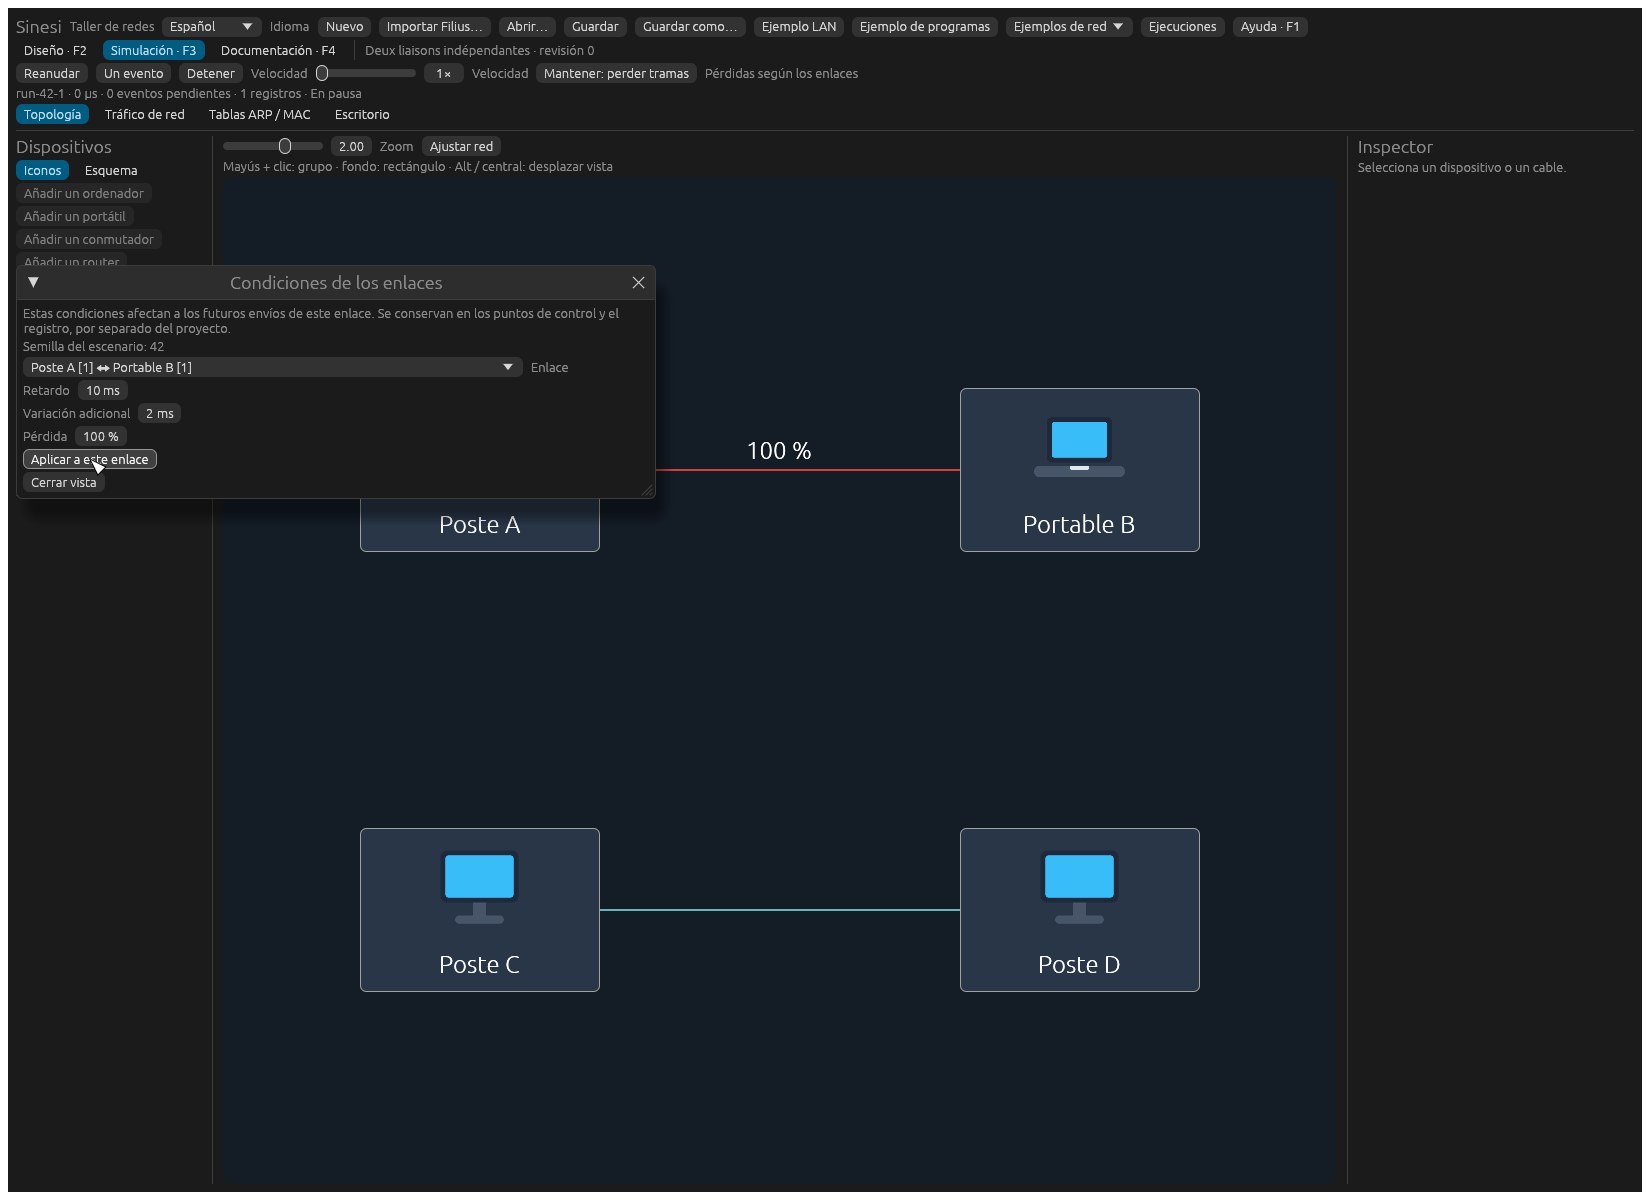 Sinesi Taller de redes Español Idioma Nuevo Importar Filius… Abrir… Guardar Guardar como… Ejemplo LAN Ejemplo de programas Ejemplos de red Ejecuciones Ayuda · F1
Diseño · F2 Simulación · F3 Documentación · F4 Deux liaisons indépendantes · revisión 0
Reanudar Un evento Detener Velocidad 1× Velocidad Mantener: perder tramas Pérdidas según los enlaces
run-42-1 · 0 µs · 0 eventos pendientes · 1 registros · En pausa
Topología Tráfico de red Tablas ARP / MAC Escritorio
Dispositivos
Iconos Esquema
Añadir un ordenador
Añadir un portátil
Añadir un conmutador
Añadir un router
2.00 Zoom Ajustar red
Mayús + clic: grupo · fondo: rectángulo · Alt / central: desplazar vista
Inspector
Selecciona un dispositivo o un cable.
Condiciones de los enlaces
Estas condiciones afectan a los futuros envíos de este enlace. Se conservan en los puntos de control y el
registro, por separado del proyecto.
Semilla del escenario: 42
Poste A [1] ⬌ Portable B [1] Enlace
Retardo 10 ms
Variación adicional 2 ms
Pérdida 100 %
Aplicar a este enlace
Cerrar vista
100 %
Poste A
Portable B
Poste C
Poste D